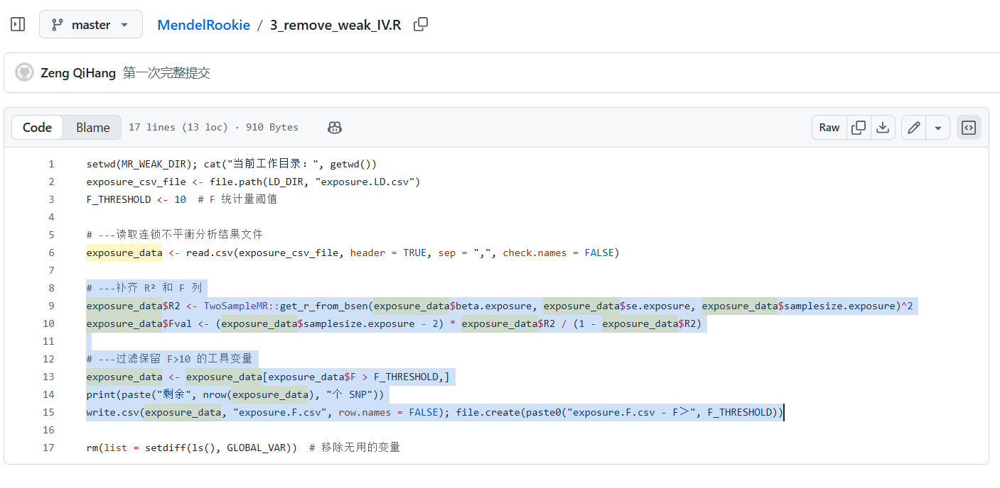 master
MendelRookie / 3_remove_weak_IV.R
Zeng QiHang 第一次完整提交
Code Blame 17 lines (13 loc) · 910 Bytes Raw
1 setwd(MR_WEAK_DIR); cat("当前工作目录：", getwd())
2 exposure_csv_file <- file.path(LD_DIR, "exposure.LD.csv")
3 F_THRESHOLD <- 10  # F 统计量阈值
4
5 # ---读取连锁不平衡分析结果文件
6 exposure_data <- read.csv(exposure_csv_file, header = TRUE, sep = ",", check.names = FALSE)
7
8 # ---补齐 R² 和 F 列
9 exposure_data$R2 <- TwoSampleMR::get_r_from_bsen(exposure_data$beta.exposure, exposure_data$se.exposure, exposure_data$samplesize.exposure)^2
10 exposure_data$Fval <- (exposure_data$samplesize.exposure - 2) * exposure_data$R2 / (1 - exposure_data$R2)
11
12 # ---过滤保留 F>10 的工具变量
13 exposure_data <- exposure_data[exposure_data$F > F_THRESHOLD,]
14 print(paste("剩余", nrow(exposure_data), "个 SNP"))
15 write.csv(exposure_data, "exposure.F.csv", row.names = FALSE); file.create(paste0("exposure.F.csv - F＞", F_THRESHOLD))
16
17 rm(list = setdiff(ls(), GLOBAL_VAR))  # 移除无用的变量